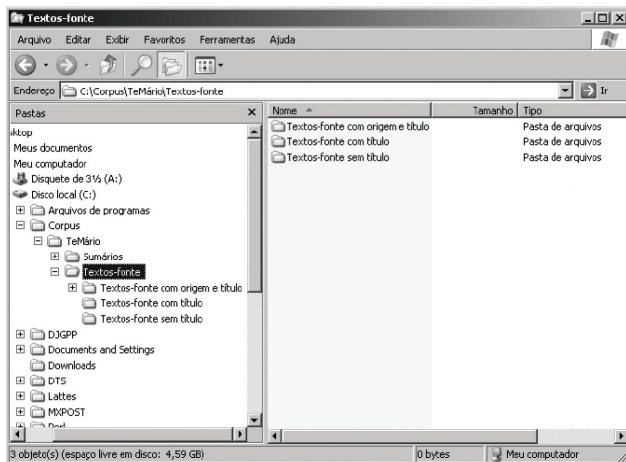 Textos-fonte
Arquivo Editar Exibir Favoritos Ferramentas Ajuda
Endereço C:\Corpus\TeMário\Textos-fonte Ir
Pastas x
sktop
Meus documentos
Meu computador
Disquete de 3½ (A:)
Disco local (C:)
Arquivos de programas
Corpus
TeMário
Sumários
Textos-fonte
Textos-fonte com origem e título
Textos-fonte com título
Textos-fonte sem título
DJGPP
Documents and Settings
Downloads
DTS
Lattes
MXPOST
Perl
Nome Tamanho Tipo
Textos-fonte com origem e título Pasta de arquivos
Textos-fonte com título Pasta de arquivos
Textos-fonte sem título Pasta de arquivos
3 objeto(s) (espaço livre em disco: 4,59 GB) 0 bytes Meu computador